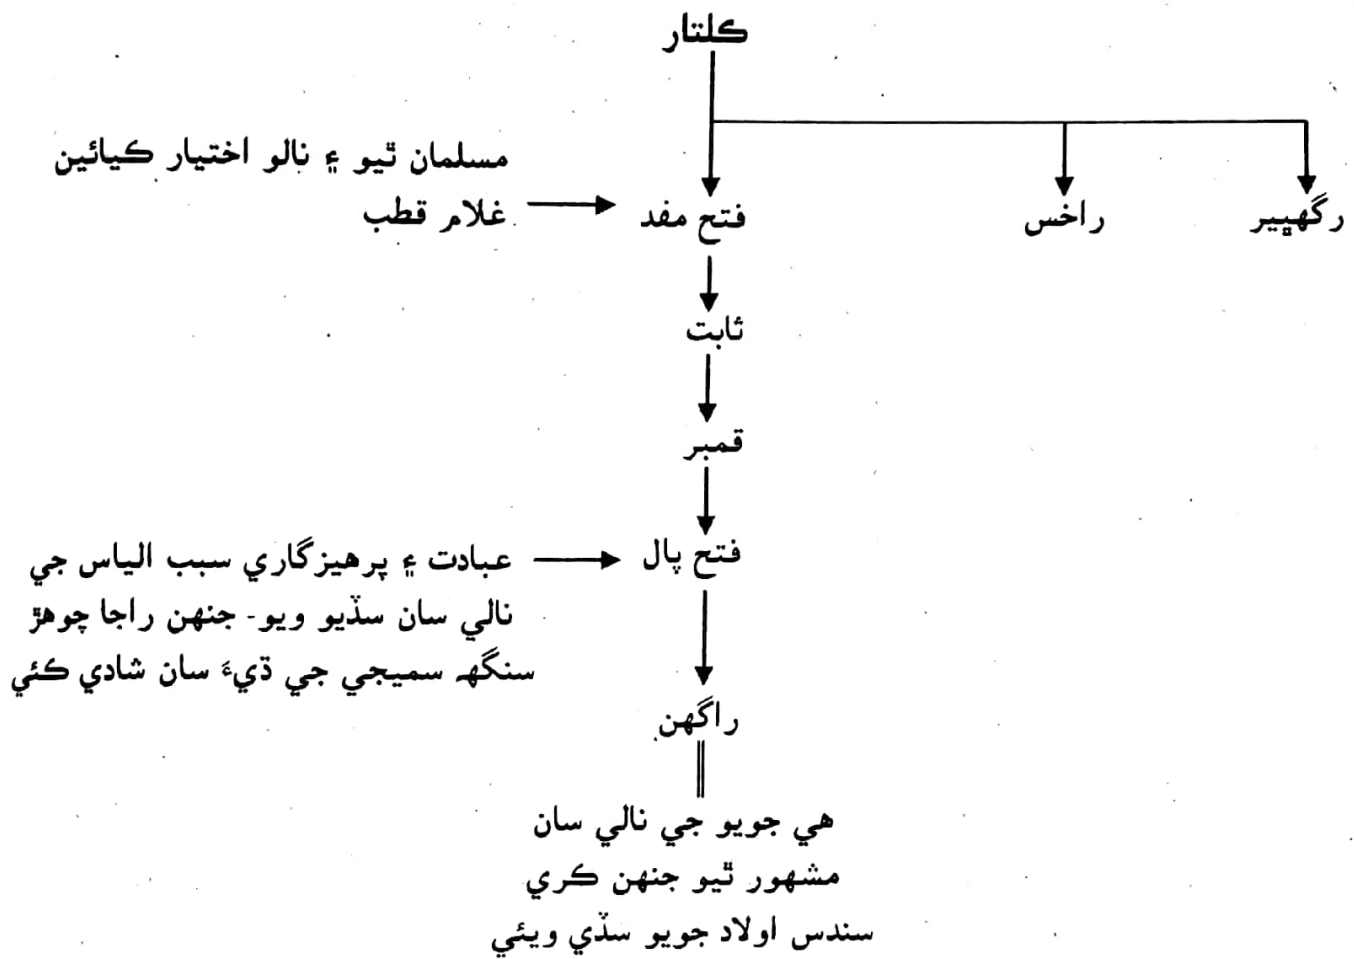 ڪلتار
رگھڀير
راخس
فتح مفد
مسلمان ٿيو ۽ نالو اختيار ڪيائين
غلام قطب
ثابت
قمبر
فتح پال
عبادت ۽ پرهيزگاري سبب الياس جي
نالي سان سڏيو ويو۔ جنهن راجا چوهڙ
سنگهہ سميجي جي ڌيءَ سان شادي ڪئي
راگهن
هي جويو جي نالي سان
مشهور ٿيو جنهن ڪري
سندس اولاد جويو سڏي ويئي